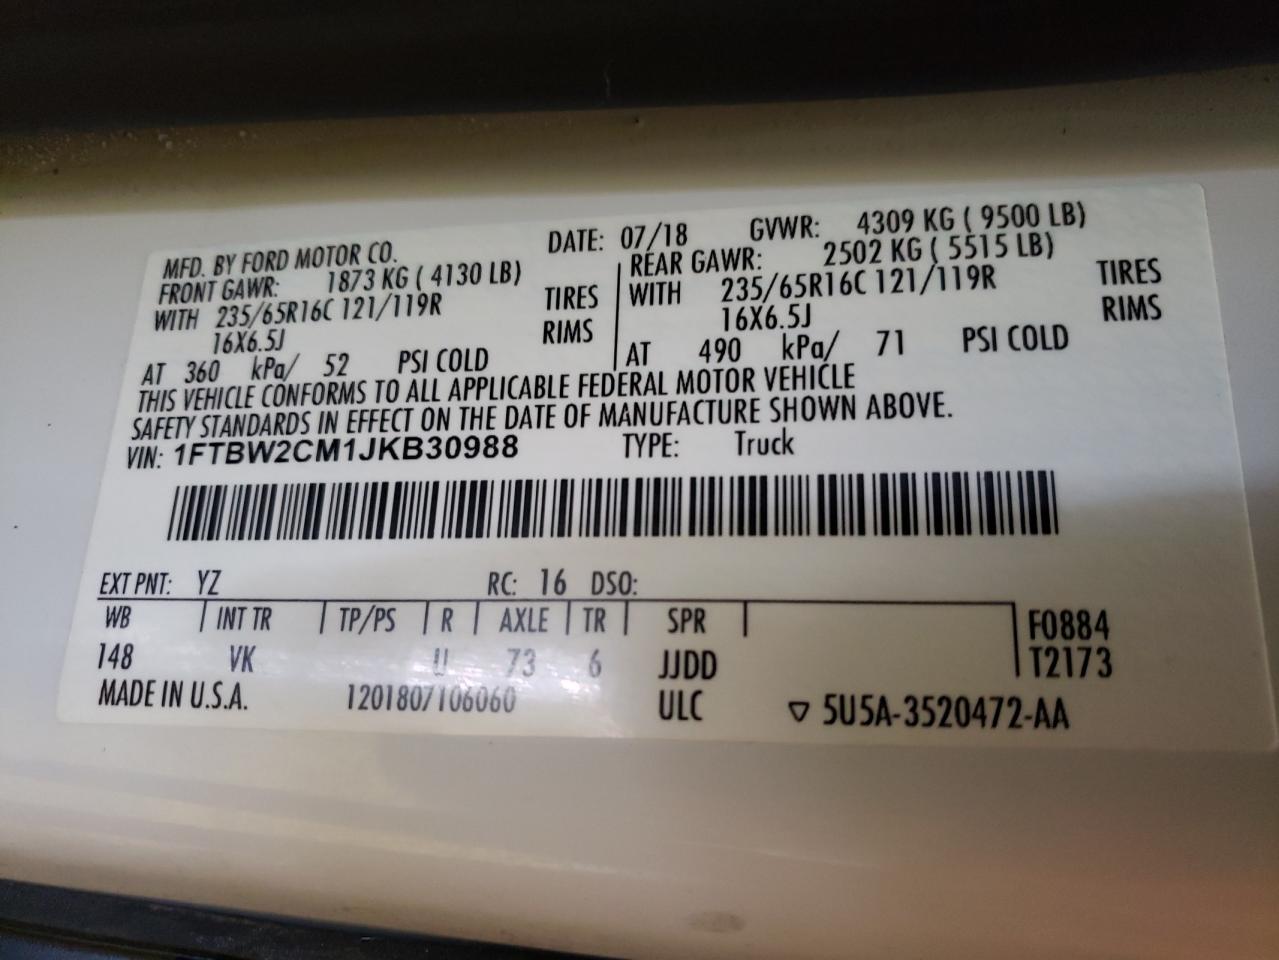 MFD. BY FORD MOTOR CO. DATE: 07/18 GVWR: 4309 KG ( 9500 LB)
FRONT GAWR: 1873 KG ( 4130 LB) REAR GAWR: 2502 KG ( 5515 LB)
WITH 235/65R16C 121/119R TIRES WITH 235/65R16C 121/119R TIRES
16X6.5J RIMS 16X6.5J RIMS
AT 360 kPa/ 52 PSI COLD AT 490 kPa/ 71 PSI COLD
THIS VEHICLE CONFORMS TO ALL APPLICABLE FEDERAL MOTOR VEHICLE
SAFETY STANDARDS IN EFFECT ON THE DATE OF MANUFACTURE SHOWN ABOVE.
VIN: 1FTBW2CM1JKB30988 TYPE: Truck
EXT PNT: YZ RC: 16 DSO:
WB INT TR TP/PS R AXLE TR SPR F0884
148 VK U 73 6 JJDD T2173
MADE IN U.S.A. 1201807106060 ULC ▽ 5U5A-3520472-AA